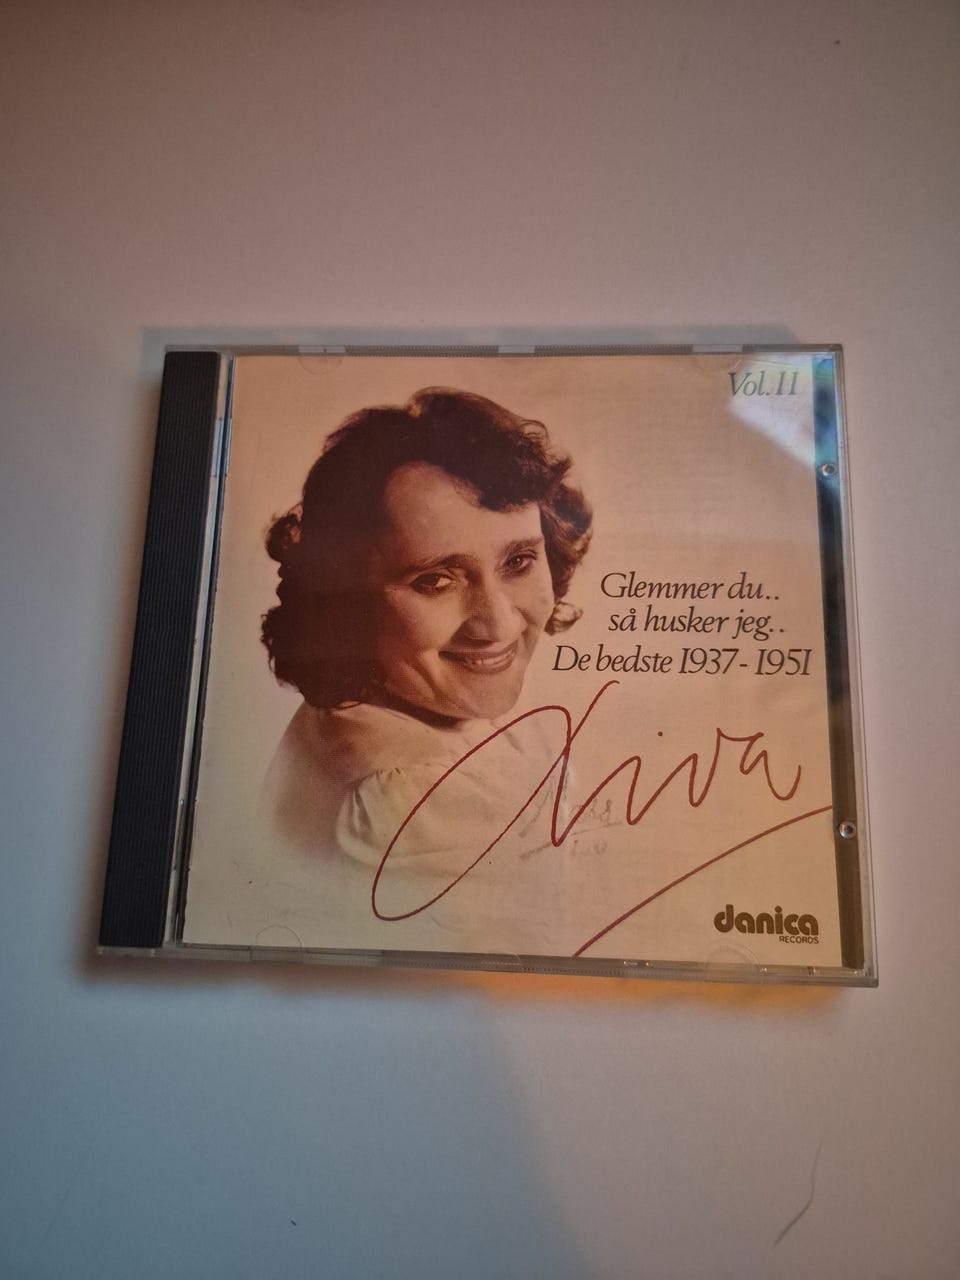 Vol. II
Glemmer du..
så husker jeg..
De bedste 1937-1951
Liva
danica
RECORDS